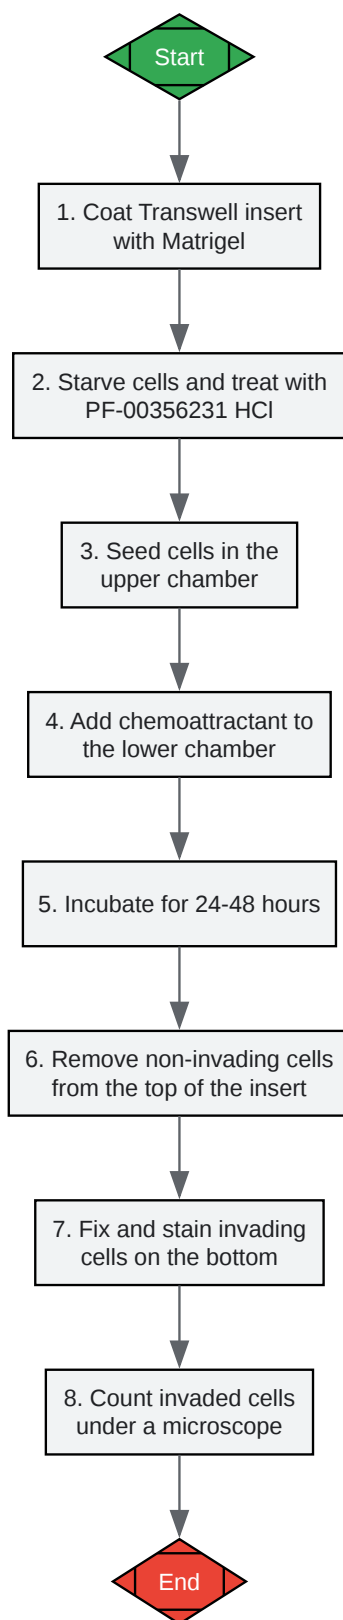 Start
1. Coat Transwell insert
with Matrigel
2. Starve cells and treat with
PF-00356231 HCl
3. Seed cells in the
upper chamber
4. Add chemoattractant to
the lower chamber
5. Incubate for 24-48 hours
6. Remove non-invading cells
from the top of the insert
7. Fix and stain invading
cells on the bottom
8. Count invaded cells
under a microscope
End